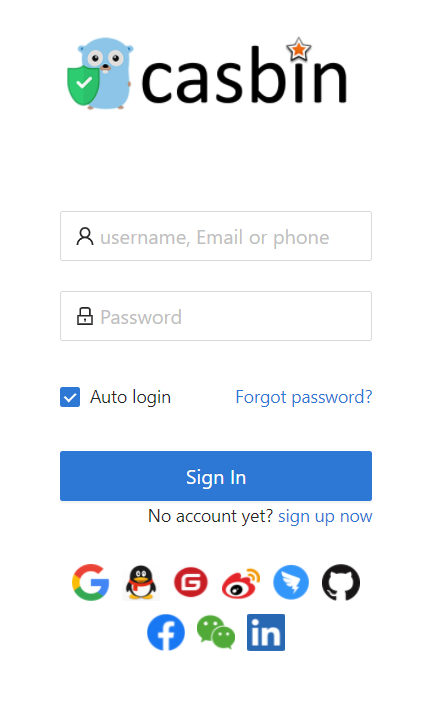 casbin
username, Email or phone
Password
Auto login
Forgot password?
Sign In
No account yet? sign up now
G
in